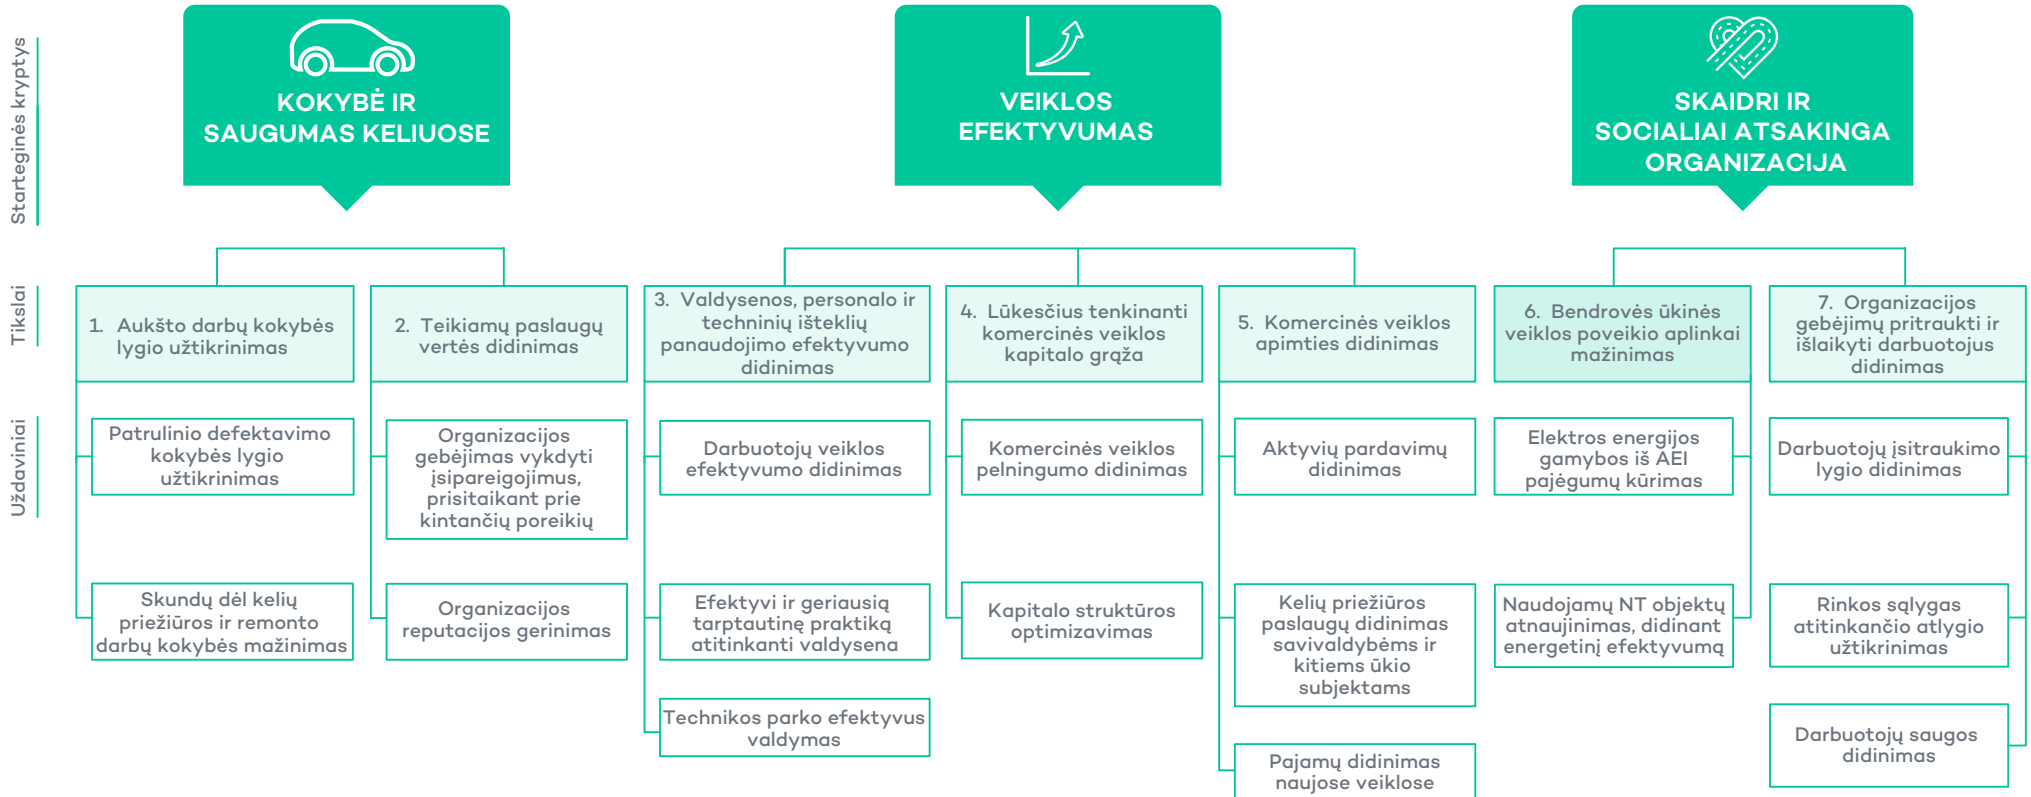 Starteginės kryptys
KOKYBĖ IR
SAUGUMAS KELIUOSE
VEIKLOS
EFEKTYVUMAS
SKAIDRI IR
SOCIALIAI ATSAKINGA
ORGANIZACIJA
Tikslai
1. Aukšto darbų kokybės
lygio užtikrinimas
2. Teikiamų paslaugų
vertės didinimas
3. Valdysenos, personalo ir
techninių išteklių
panaudojimo efektyvumo
didinimas
4. Lūkesčius tenkinanti
komercinės veiklos
kapitalo grąža
5. Komercinės veiklos
apimties didinimas
6. Bendrovės ūkinės
veiklos poveikio aplinkai
mažinimas
7. Organizacijos
gebėjimų pritraukti ir
išlaikyti darbuotojus
didinimas
Uždaviniai
Patrulinio defektavimo
kokybės lygio
užtikrinimas
Organizacijos
gebėjimas vykdyti
įsipareigojimus,
prisitaikant prie
kintančių poreikių
Darbuotojų veiklos
efektyvumo didinimas
Komercinės veiklos
pelningumo didinimas
Aktyvių pardavimų
didinimas
Elektros energijos
gamybos iš AEI
pajėgumų kūrimas
Darbuotojų įsitraukimo
lygio didinimas
Skundų dėl kelių
priežiūros ir remonto
darbų kokybės mažinimas
Organizacijos
reputacijos gerinimas
Efektyvi ir geriausią
tarptautinę praktiką
atitinkanti valdysena
Kapitalo struktūros
optimizavimas
Kelių priežiūros
paslaugų didinimas
savivaldybėms ir
kitiems ūkio
subjektams
Naudojamų NT objektų
atnaujinimas, didinant
energetinį efektyvumą
Rinkos sąlygas
atitinkančio atlygio
užtikrinimas
Technikos parko efektyvus
valdymas
Pajamų didinimas
naujose veiklose
Darbuotojų saugos
didinimas